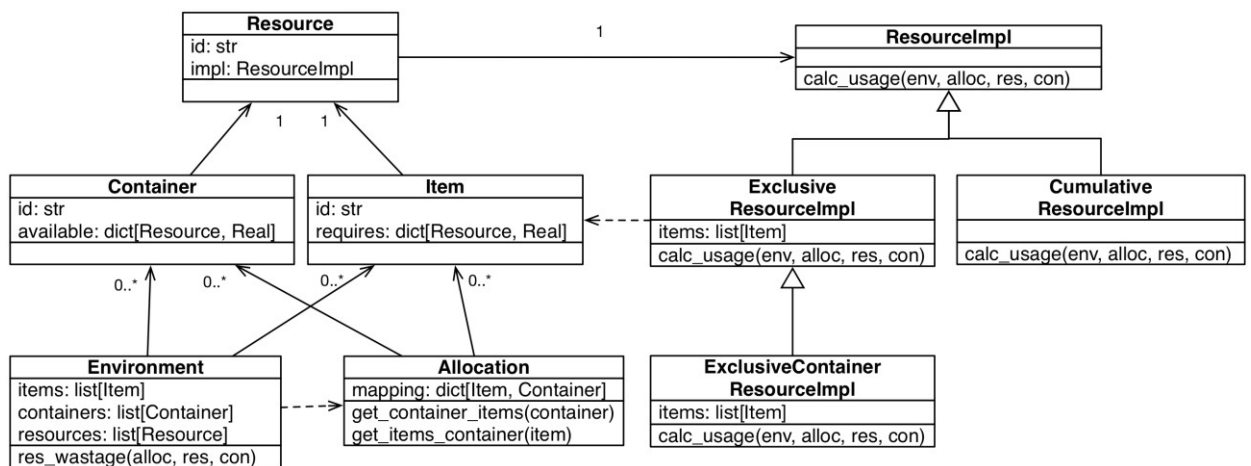 Resource
id: str
impl: ResourceImpl
1
ResourceImpl
calc_usage(env, alloc, res, con)
1
1
Container
id: str
available: dict[Resource, Real]
Item
id: str
requires: dict[Resource, Real]
Exclusive
ResourceImpl
items: list[Item]
calc_usage(env, alloc, res, con)
Cumulative
ResourceImpl
calc_usage(env, alloc, res, con)
0..*
0..*
0..*
0..*
Environment
items: list[Item]
containers: list[Container]
resources: list[Resource]
res_wastage(alloc, res, con)
Allocation
mapping: dict[Item, Container]
get_container_items(container)
get_items_container(item)
ExclusiveContainer
ResourceImpl
items: list[Item]
calc_usage(env, alloc, res, con)